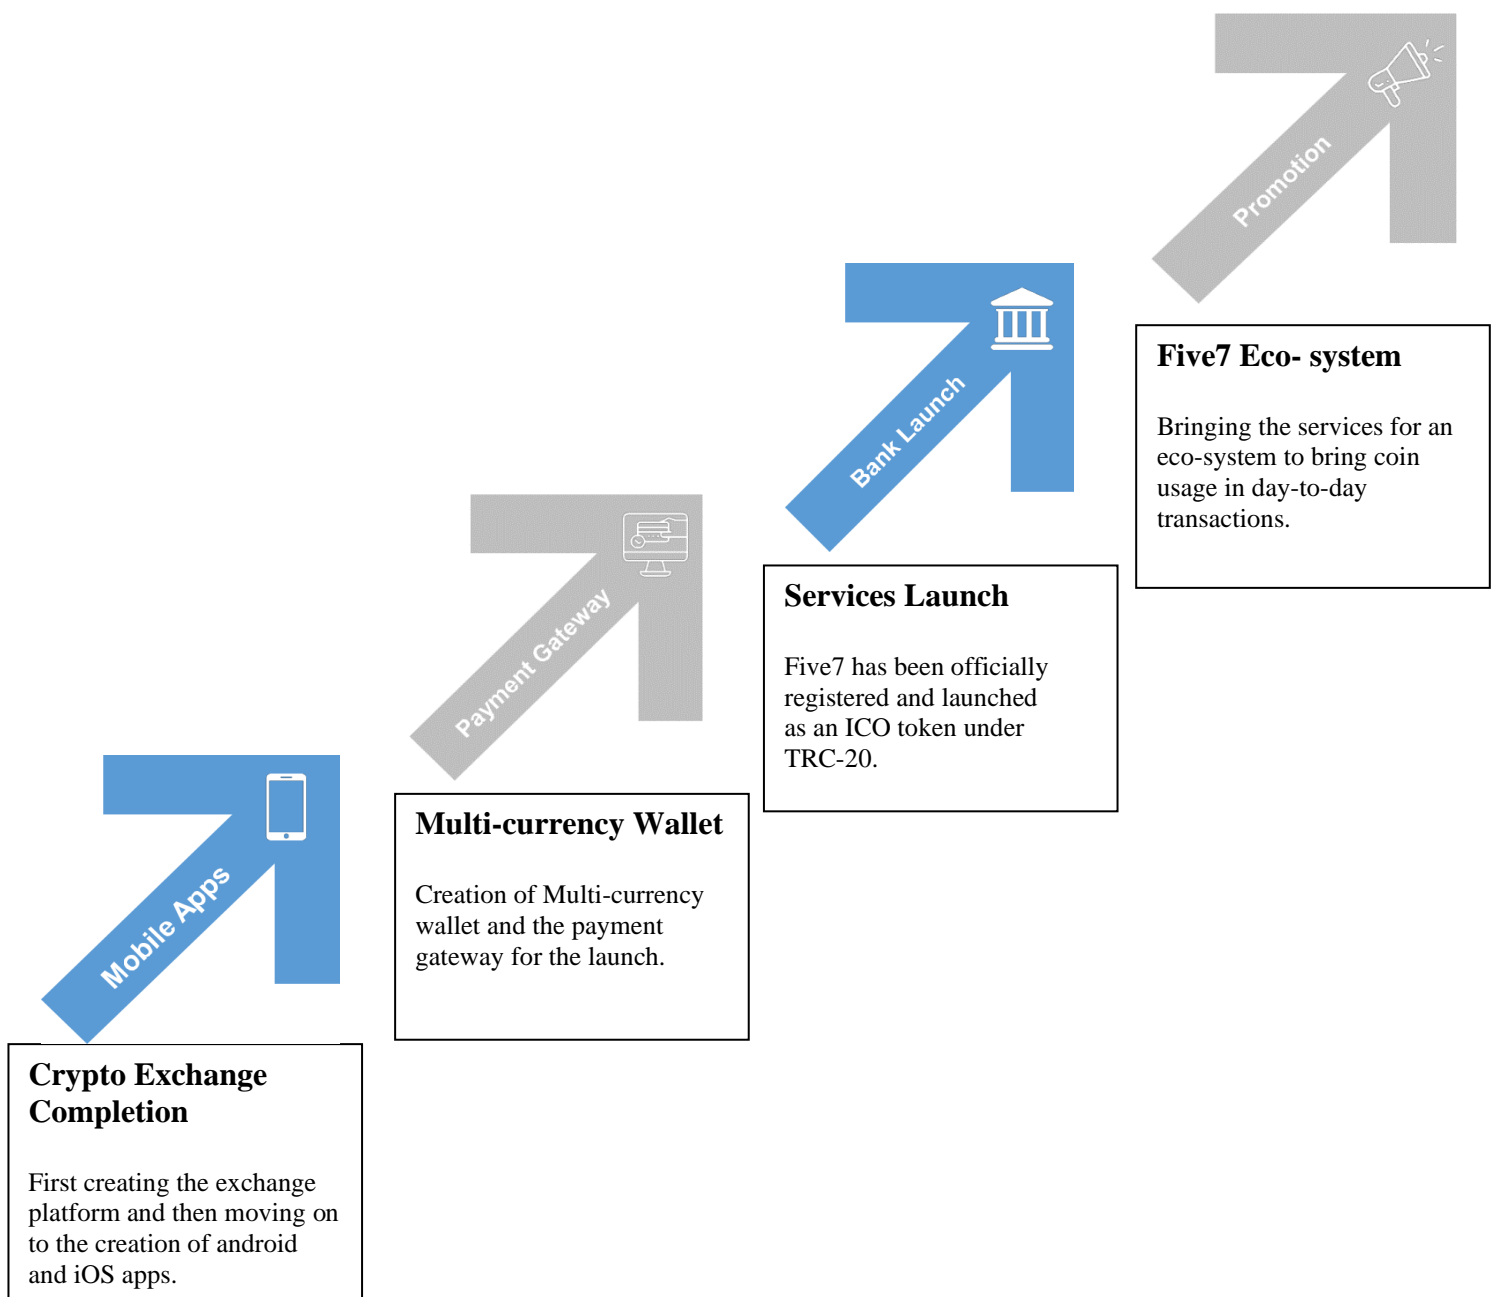 Promotion
Five7 Eco- system
Bringing the services for an
eco-system to bring coin
usage in day-to-day
transactions.
Bank Launch
Services Launch
Five7 has been officially
registered and launched
as an ICO token under
TRC-20.
Payment Gateway
Multi-currency Wallet
Creation of Multi-currency
wallet and the payment
gateway for the launch.
Mobile Apps
Crypto Exchange
Completion
First creating the exchange
platform and then moving on
to the creation of android
and iOS apps.